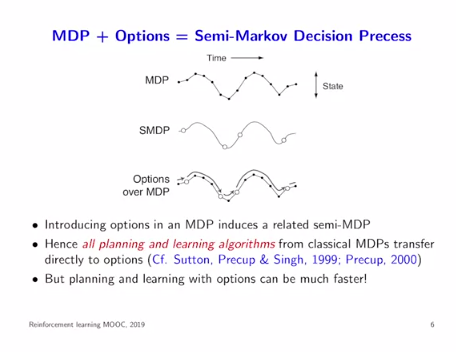 MDP + Options = Semi-Markov Decision Precess
Time
MDP
State
SMDP
Options
over MDP
• Introducing options in an MDP induces a related semi-MDP
• Hence all planning and learning algorithms from classical MDPs transfer
directly to options (Cf. Sutton, Precup & Singh, 1999; Precup, 2000)
• But planning and learning with options can be much faster!
Reinforcement learning MOOC, 2019
6